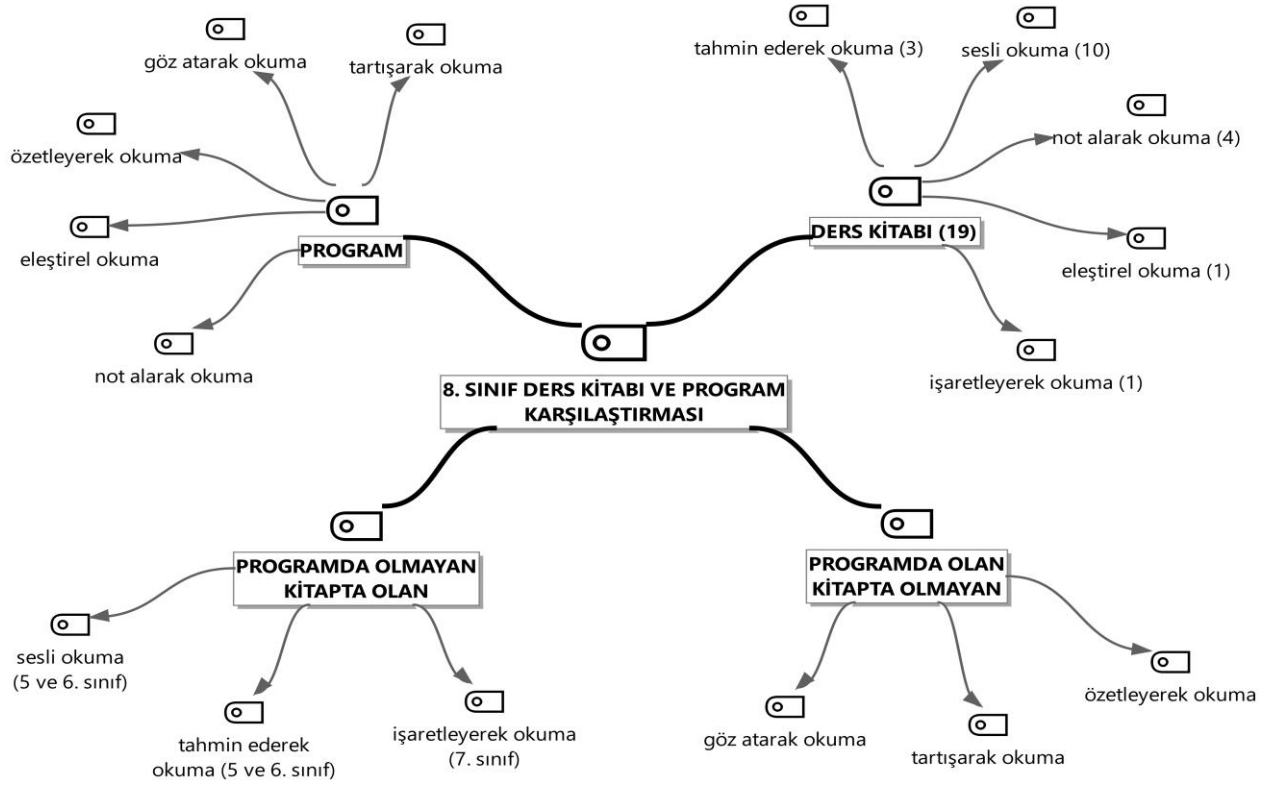 göz atarak okuma
tartışarak okuma
özetleyerek okuma
eleştirel okuma
PROGRAM
not alarak okuma
tahmin ederek okuma (3)
sesli okuma (10)
not alarak okuma (4)
DERS KİTABI (19)
eleştirel okuma (1)
işaretleyerek okuma (1)
8. SINIF DERS KİTABI VE PROGRAM
KARŞILAŞTIRMASI
PROGRAMDA OLMAYAN
KİTAPTA OLAN
sesli okuma
(5 ve 6. sınıf)
tahmin ederek
okuma (5 ve 6. sınıf)
işaretleyerek okuma
(7. sınıf)
PROGRAMDA OLAN
KİTAPTA OLMAYAN
göz atarak okuma
tartışarak okuma
özetleyerek okuma